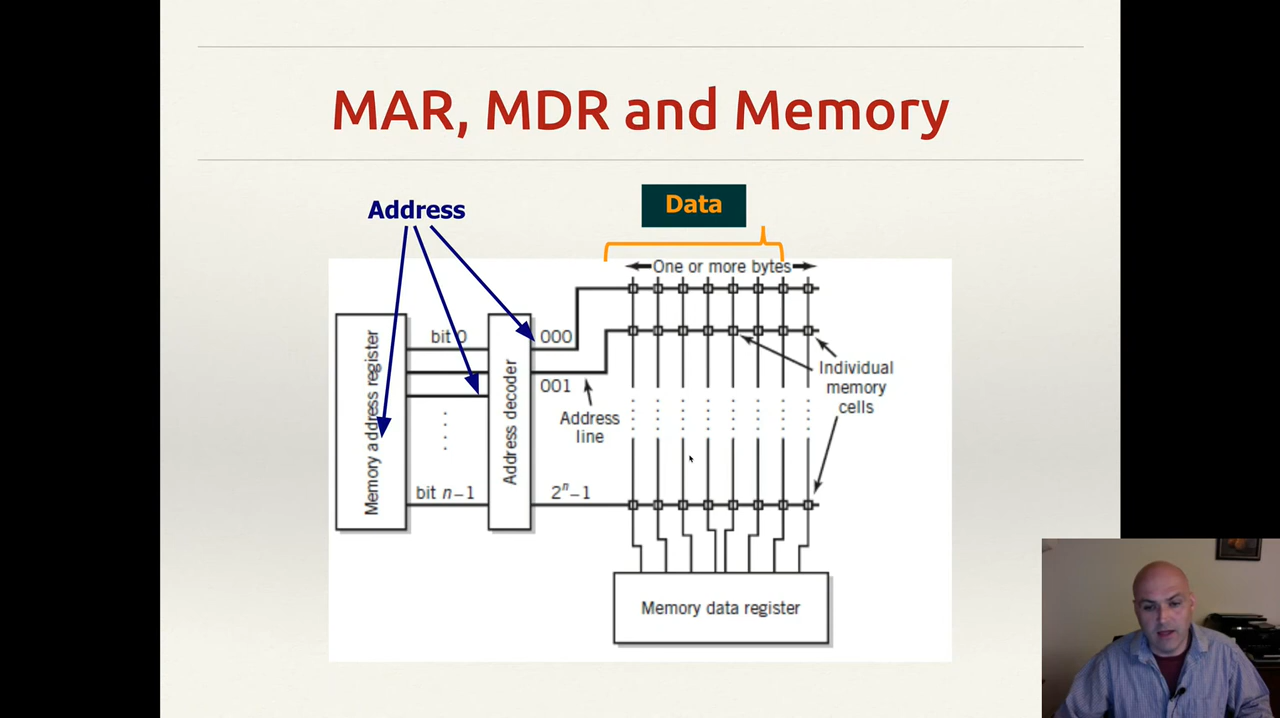 MAR, MDR and Memory
Address
Data
One or more bytes
Memory address register
bit 0
bit n–1
Address decoder
000
001
Address
line
2ⁿ–1
Individual
memory
cells
Memory data register